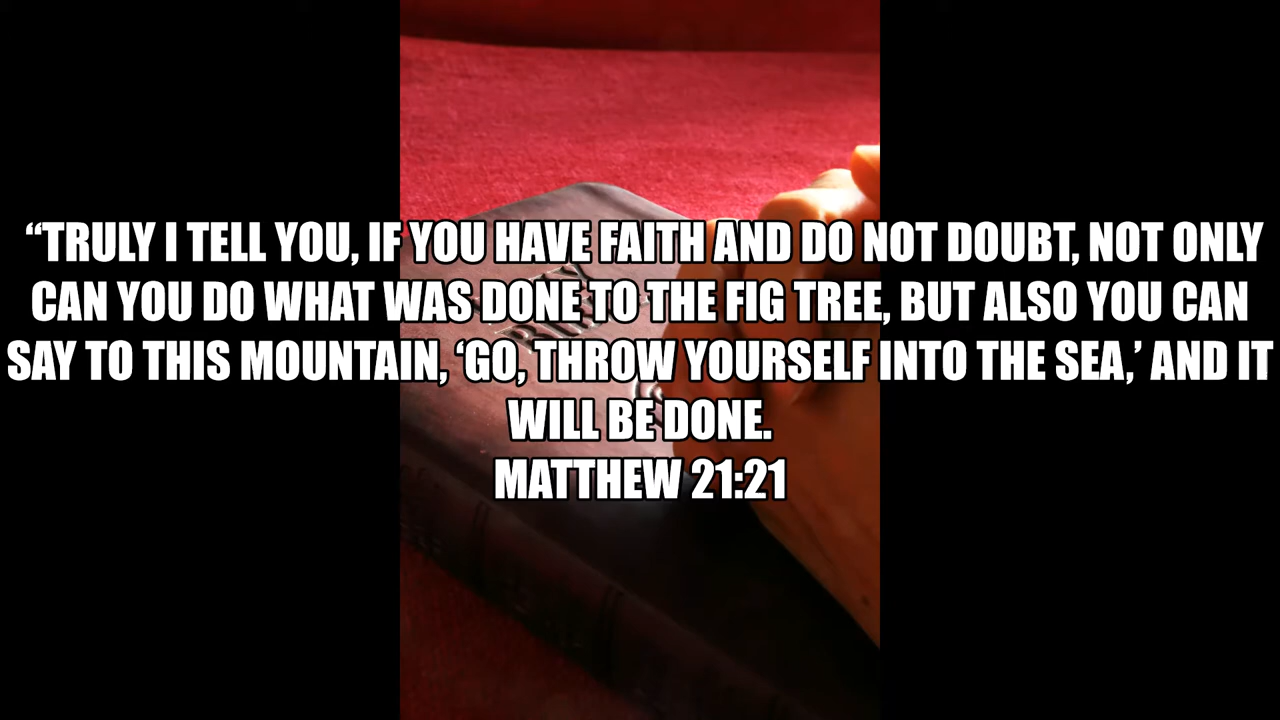 “TRULY I TELL YOU, IF YOU HAVE FAITH AND DO NOT DOUBT, NOT ONLY
CAN YOU DO WHAT WAS DONE TO THE FIG TREE, BUT ALSO YOU CAN
SAY TO THIS MOUNTAIN, ‘GO, THROW YOURSELF INTO THE SEA,’ AND IT
WILL BE DONE.
MATTHEW 21:21